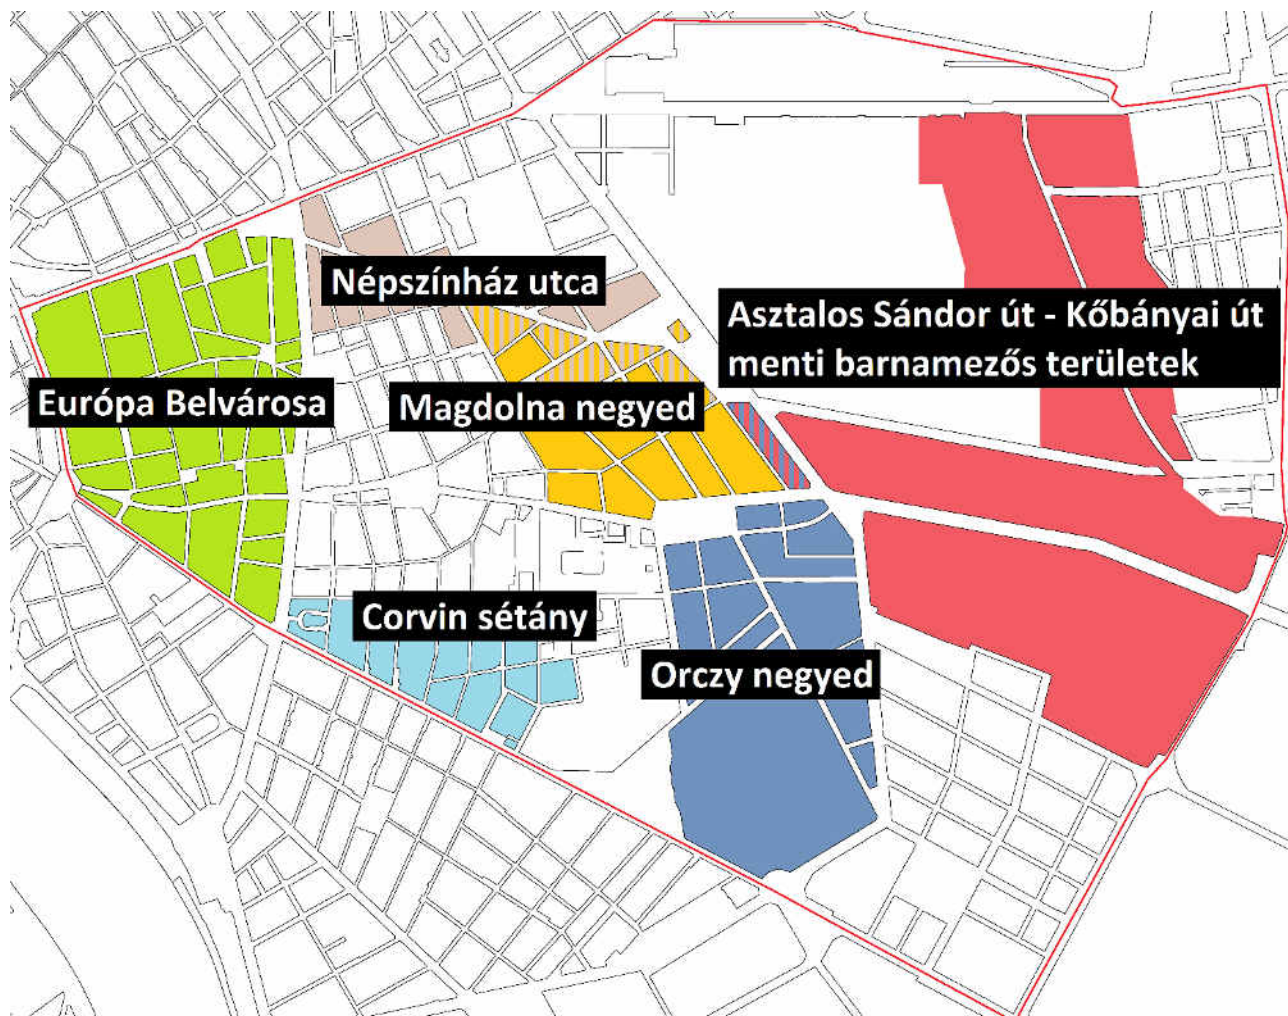 Népszínház utca
Asztalos Sándor út - Kőbányai út
menti barnamezős területek
Európa Belvárosa
Magdolna negyed
Corvin sétány
Orczy negyed